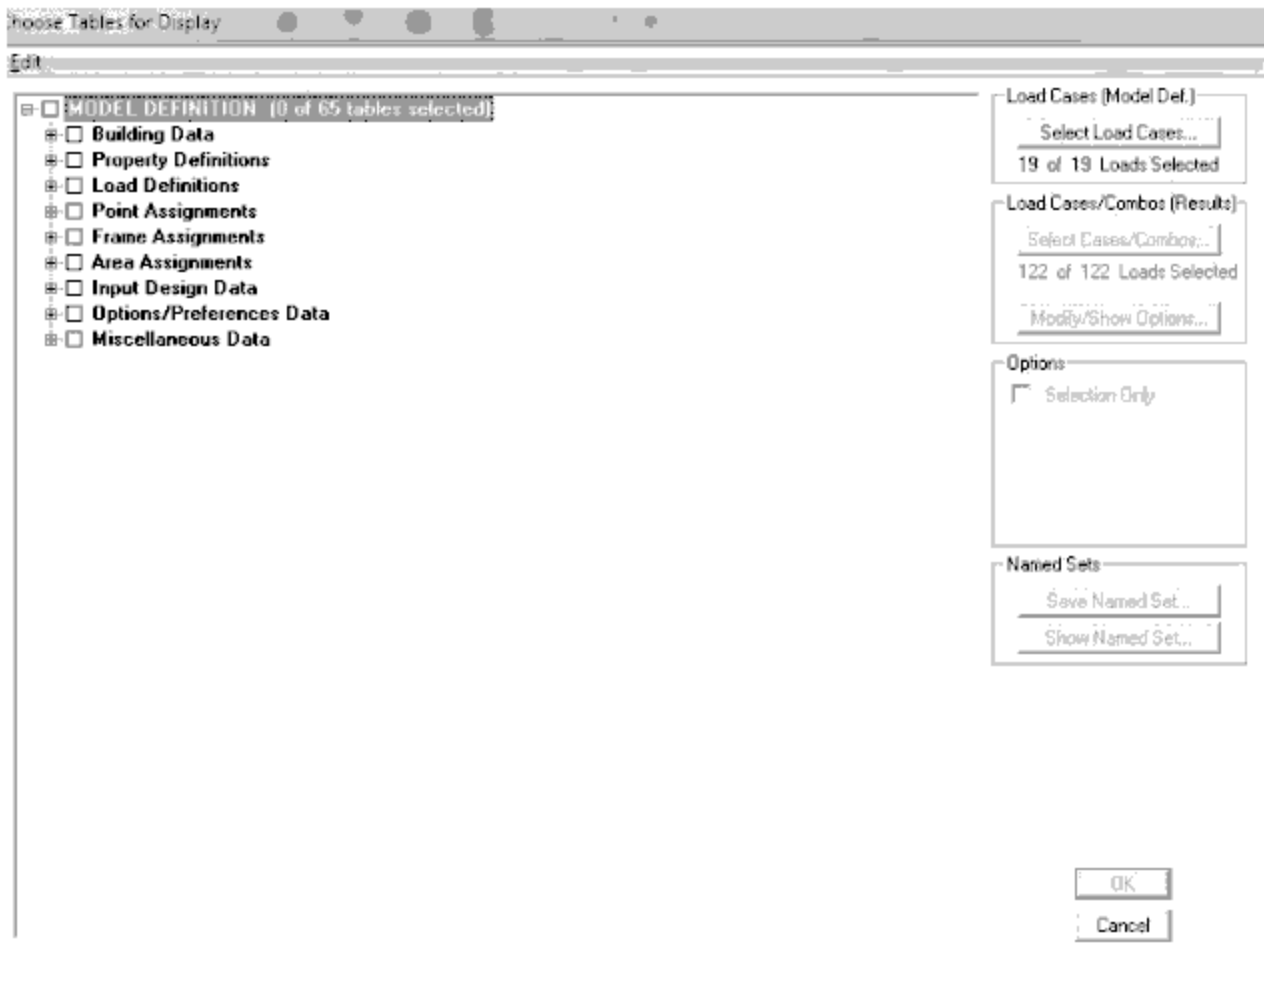 Choose Tables for Display
Edit
MODEL DEFINITION (0 of 65 tables selected)
Building Data
Property Definitions
Load Definitions
Point Assignments
Frame Assignments
Area Assignments
Input Design Data
Options/Preferences Data
Miscellaneous Data
Load Cases (Model Def.)
Select Load Cases...
19 of 19 Loads Selected
Load Cases/Combos (Results)
Select Cases/Combos...
122 of 122 Loads Selected
Modify/Show Options...
Options
Selection Only
Named Sets
Save Named Set...
Show Named Set...
OK
Cancel